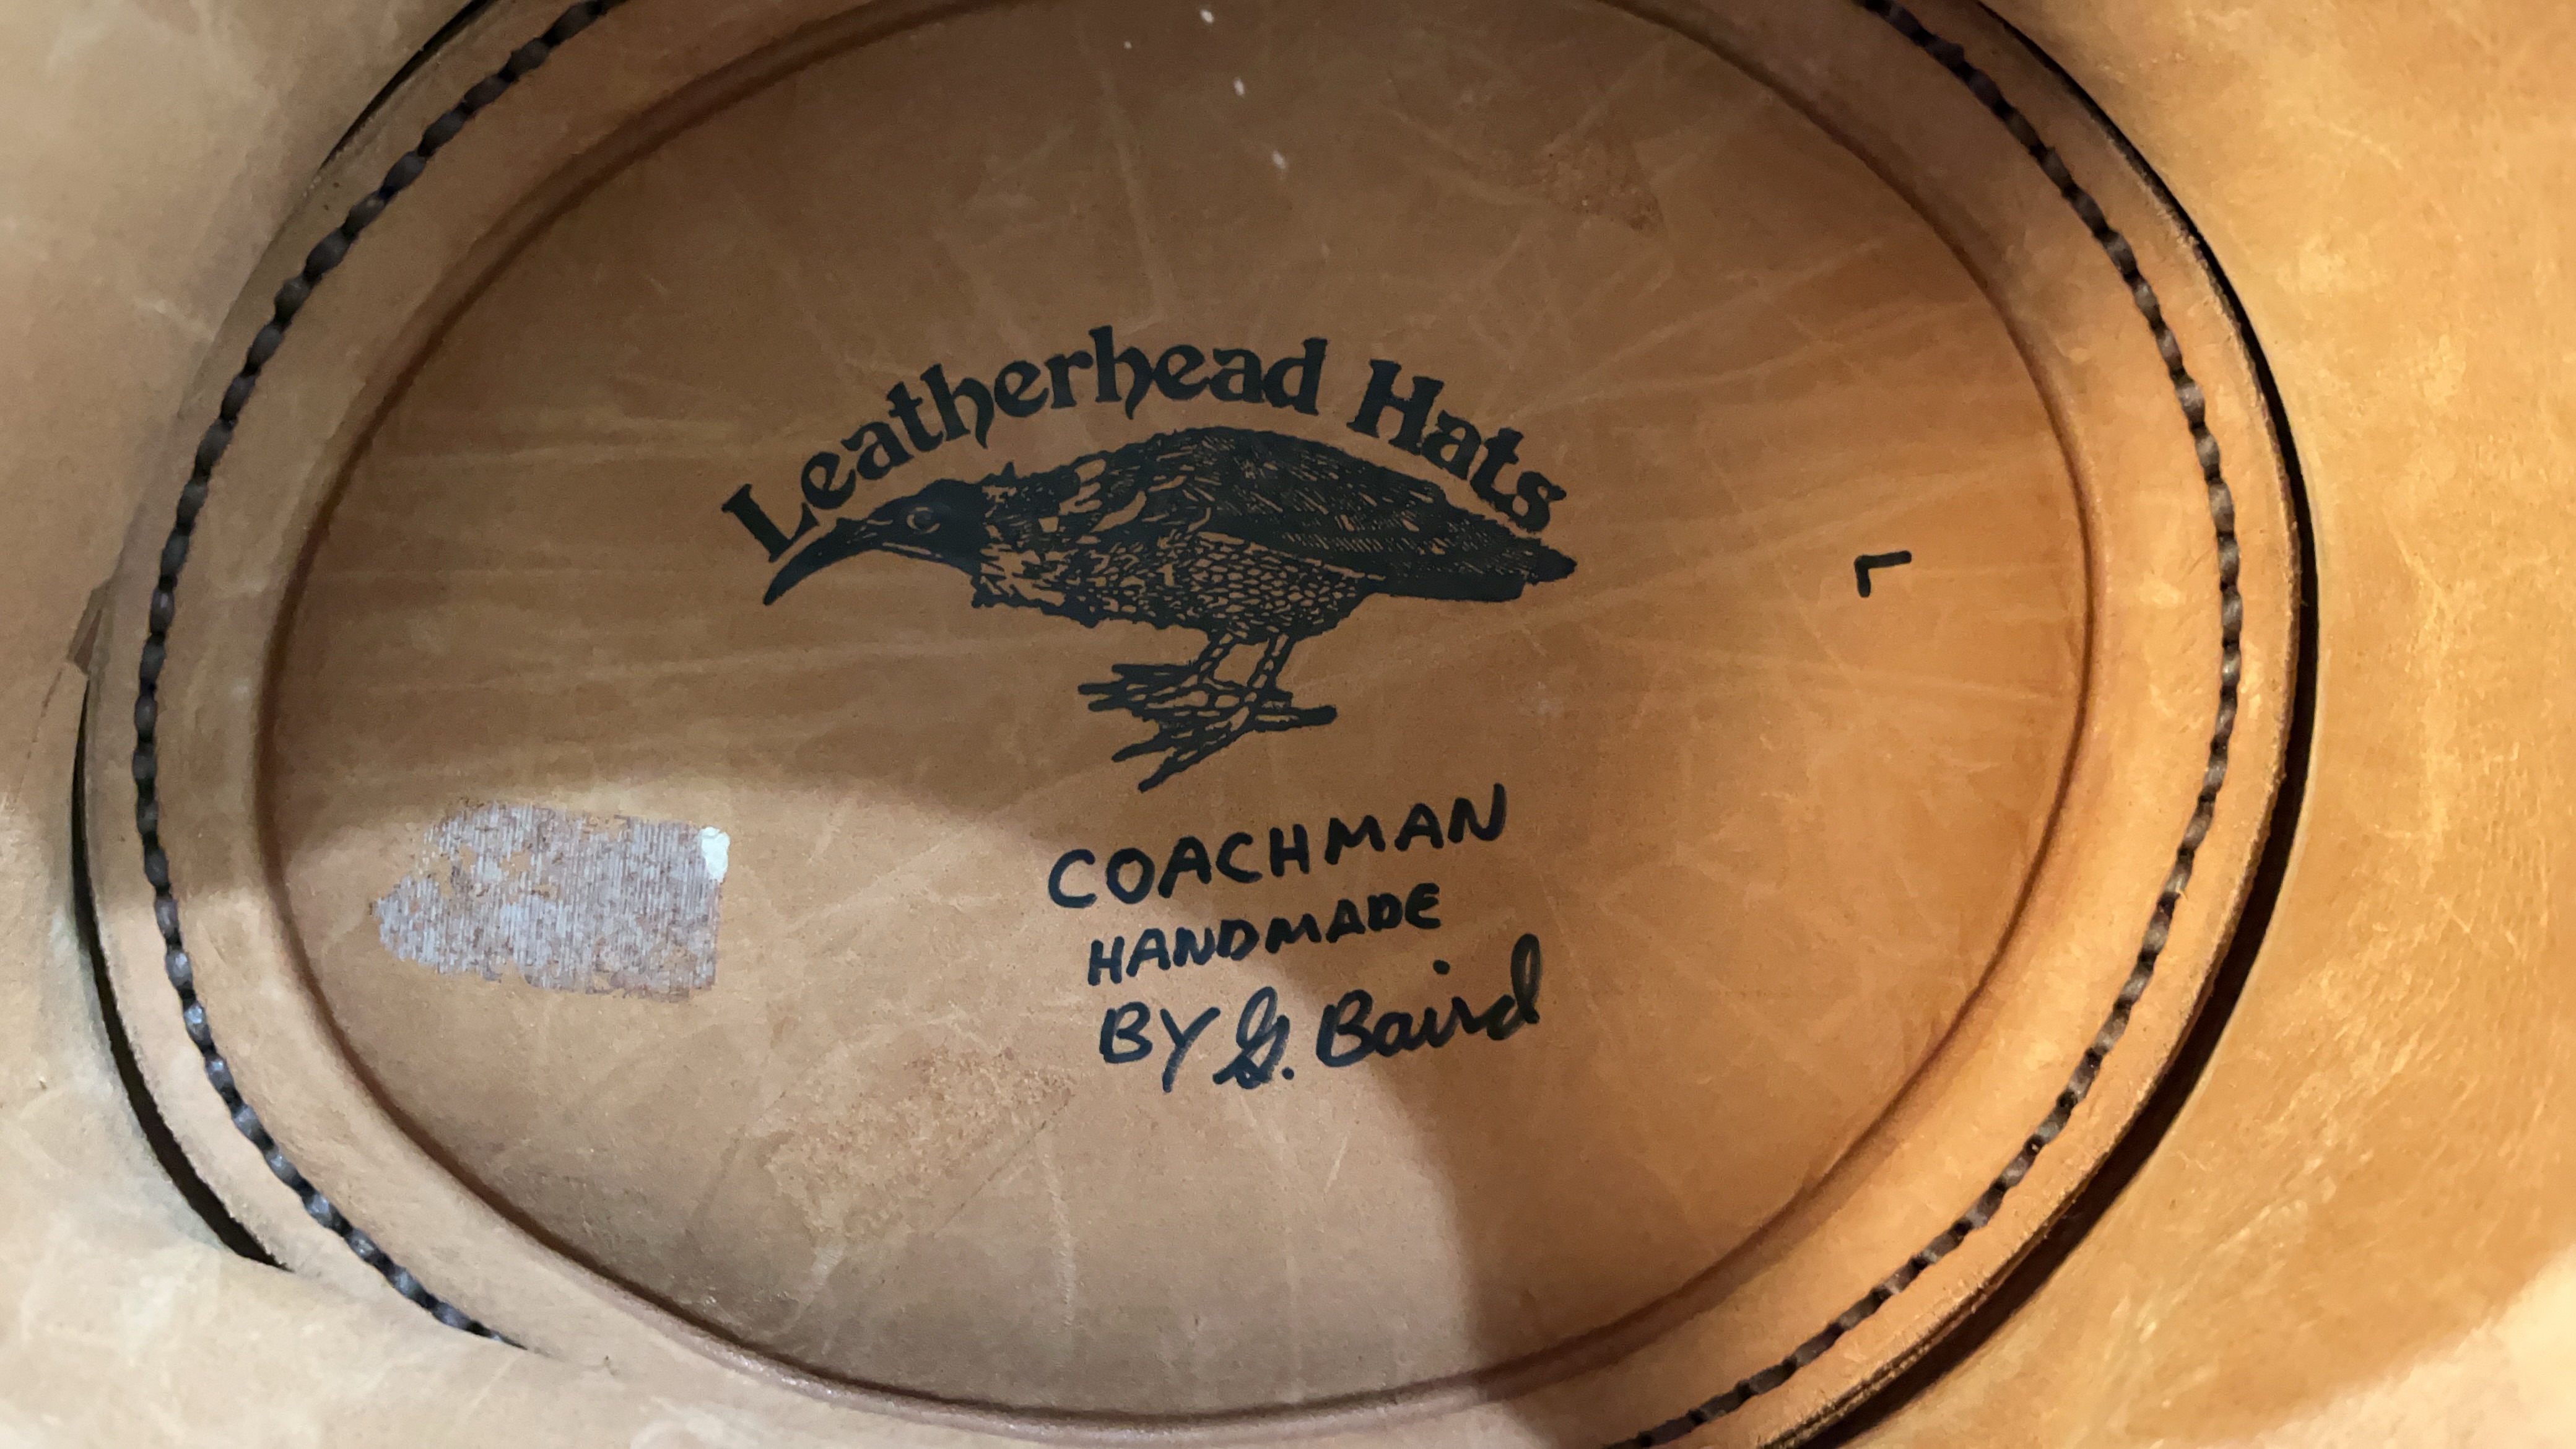 Leatherhead Hats
L
COACHMAN
HANDMADE
BY G. Baird